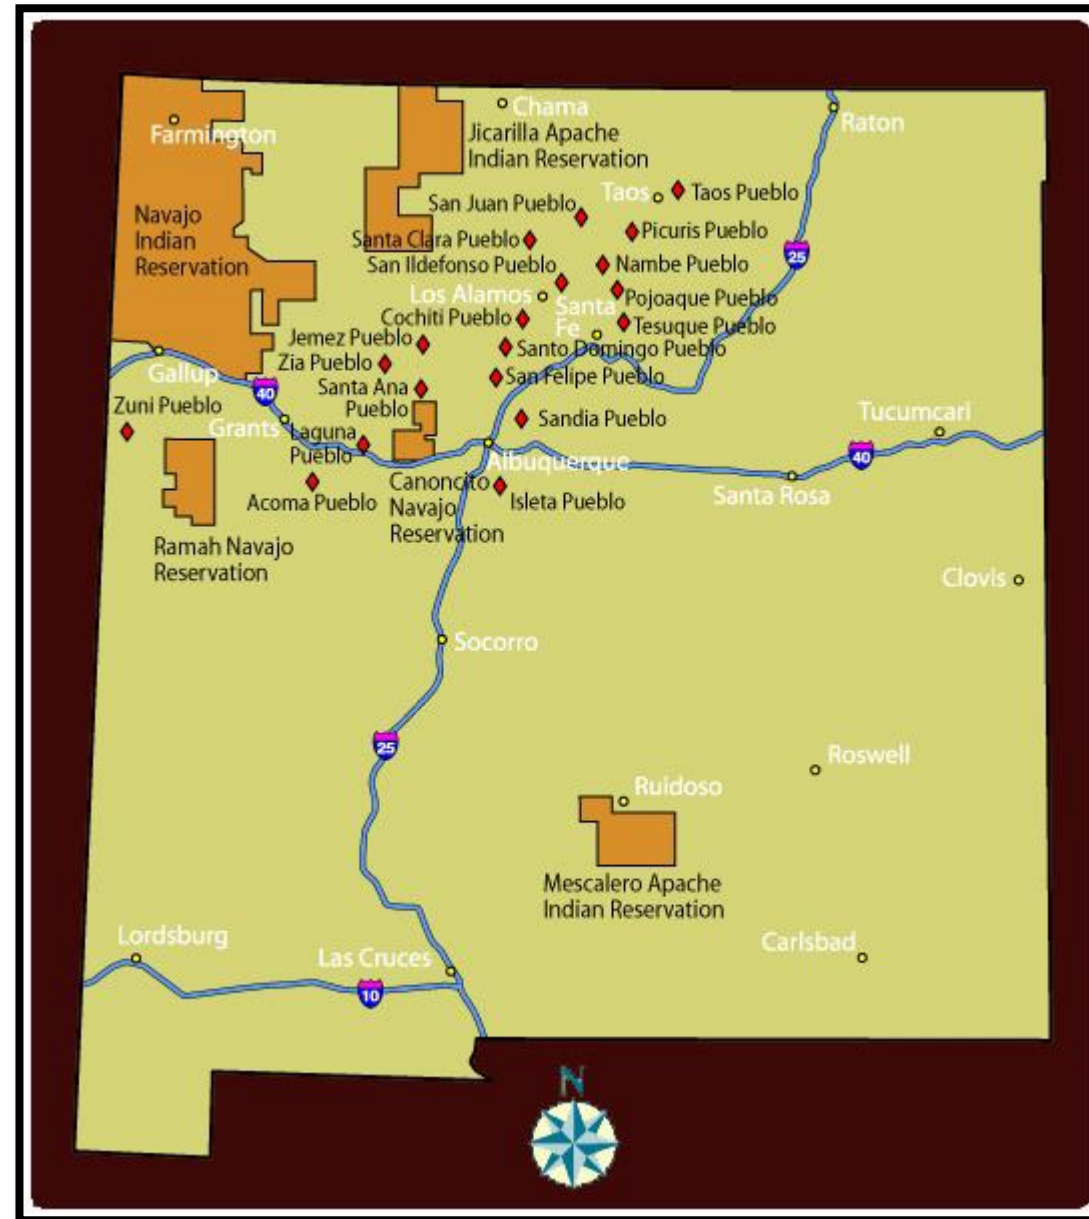 Chama
Raton
Farmington
Jicarilla Apache
Indian Reservation
Taos
Taos Pueblo
San Juan Pueblo
Navajo
Indian
Reservation
Picuris Pueblo
Santa Clara Pueblo
25
San Ildefonso Pueblo
Nambe Pueblo
Los Alamos
Pojoaque Pueblo
Santa
Fe
Cochiti Pueblo
Tesuque Pueblo
Jemez Pueblo
Santo Domingo Pueblo
Zia Pueblo
Gallup
San Felipe Pueblo
Santa Ana
Pueblo
40
Zuni Pueblo
Sandia Pueblo
Tucumcari
Grants
Laguna
Pueblo
Albuquerque
40
Canoncito
Navajo
Reservation
Santa Rosa
Acoma Pueblo
Isleta Pueblo
Ramah Navajo
Reservation
Clovis
Socorro
25
Roswell
Ruidoso
Mescalero Apache
Indian Reservation
Lordsburg
Las Cruces
Carlsbad
10
N